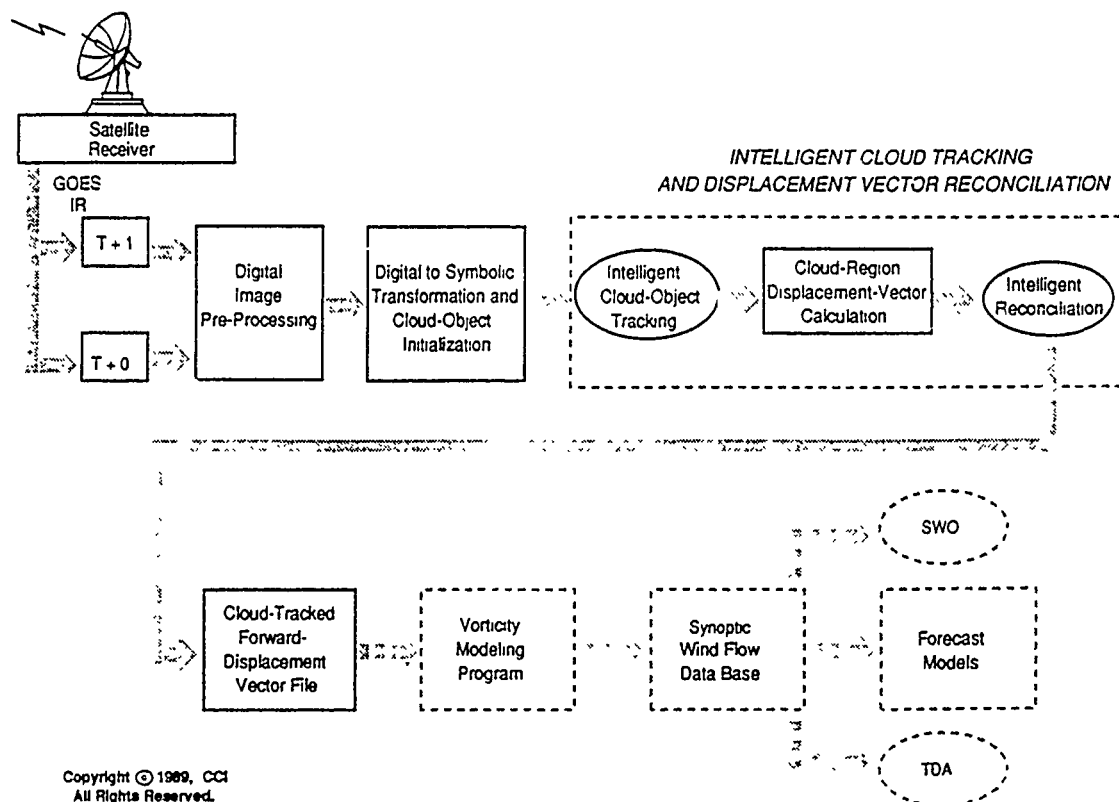 Satellite
Receiver
INTELLIGENT CLOUD TRACKING
AND DISPLACEMENT VECTOR RECONCILIATION
GOES
IR
T + 1
T + 0
Digital
Image
Pre-Processing
Digital to Symbolic
Transformation and
Cloud-Object
Initialization
Intelligent
Cloud-Object
Tracking
Cloud-Region
Displacement-Vector
Calculation
Intelligent
Reconciliation
Cloud-Tracked
Forward-
Displacement
Vector File
Vorticity
Modeling
Program
Synoptic
Wind Flow
Data Base
SWO
Forecast
Models
TDA
Copyright © 1989, CCI
All Rights Reserved.